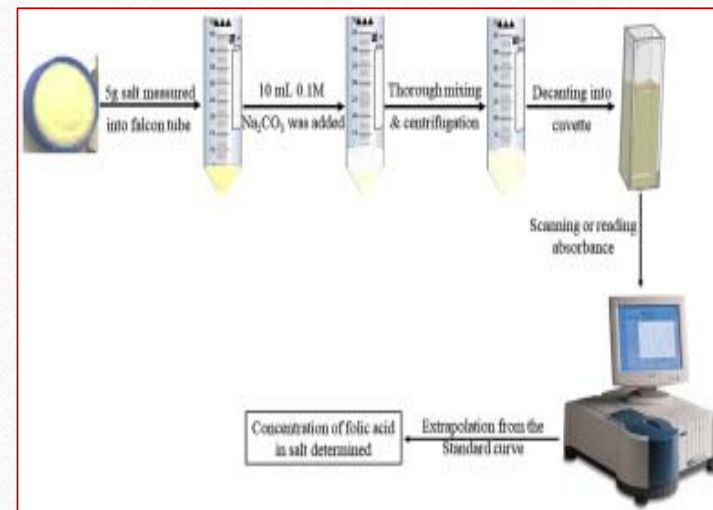 5g salt measured
into falcon tube
10 mL 0.1M
Na₂CO₃ was added
Thorough mixing
& centrifugation
Decanting into
cuvette
Scanning or reading
absorbance
Extrapolation from the
Standard curve
Concentration of folic acid
in salt determined